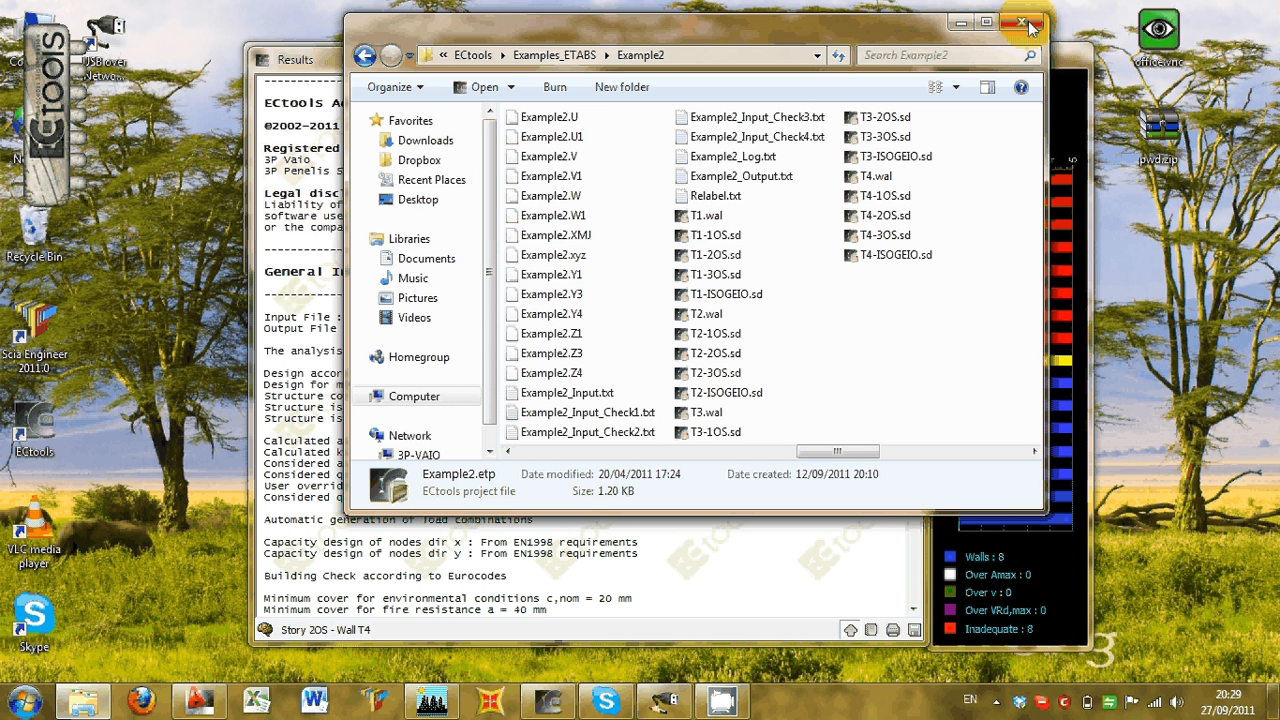 ECtools
USB over
Networ...
Recycle Bin
Scia Engineer
2011.0
ECtools
VLC media
player
Skype
office.vnc
pwd.zip
Results
ECtools
Examples_ETABS
Example2
Search Example2
Organize
Open
Burn
New folder
Favorites
Downloads
Dropbox
Recent Places
Desktop
Libraries
Documents
Music
Pictures
Videos
Homegroup
Computer
Network
3P-VAIO
Example2.U
Example2.U1
Example2.V
Example2.V1
Example2.W
Example2.W1
Example2.XMJ
Example2.xyz
Example2.Y1
Example2.Y3
Example2.Y4
Example2.Z1
Example2.Z3
Example2.Z4
Example2_Input.txt
Example2_Input_Check1.txt
Example2_Input_Check2.txt
Example2_Input_Check3.txt
Example2_Input_Check4.txt
Example2_Log.txt
Example2_Output.txt
Relabel.txt
T1.wal
T1-1OS.sd
T1-2OS.sd
T1-3OS.sd
T1-ISOGEIO.sd
T2.wal
T2-1OS.sd
T2-2OS.sd
T2-3OS.sd
T2-ISOGEIO.sd
T3.wal
T3-1OS.sd
T3-2OS.sd
T3-3OS.sd
T3-ISOGEIO.sd
T4.wal
T4-1OS.sd
T4-2OS.sd
T4-3OS.sd
T4-ISOGEIO.sd
Example2.etp
Date modified: 20/04/2011 17:24
Date created: 12/09/2011 20:10
ECtools project file
Size: 1.20 KB
ECtools A
©2002-2011
Registered
3P Vaio
3P Penelis S
Legal discl
Liability of
software use
or the compa
General In
Input File :
Output File
The analysis
Design accor
Design for m
Structure co
Structure is
Structure is
Calculated a
Calculated k
Considered a
Considered q
User overrid
Considered q
Automatic generation of load combinations
Capacity design of nodes dir x : From EN1998 requirements
Capacity design of nodes dir y : From EN1998 requirements
Building Check according to Eurocodes
Minimum cover for environmental conditions c,nom = 20 mm
Minimum cover for fire resistance a = 40 mm
Story 2OS - Wall T4
Walls : 8
Over Amax : 0
Over v : 0
Over VRd,max : 0
Inadequate : 8
EN
20:29
27/09/2011